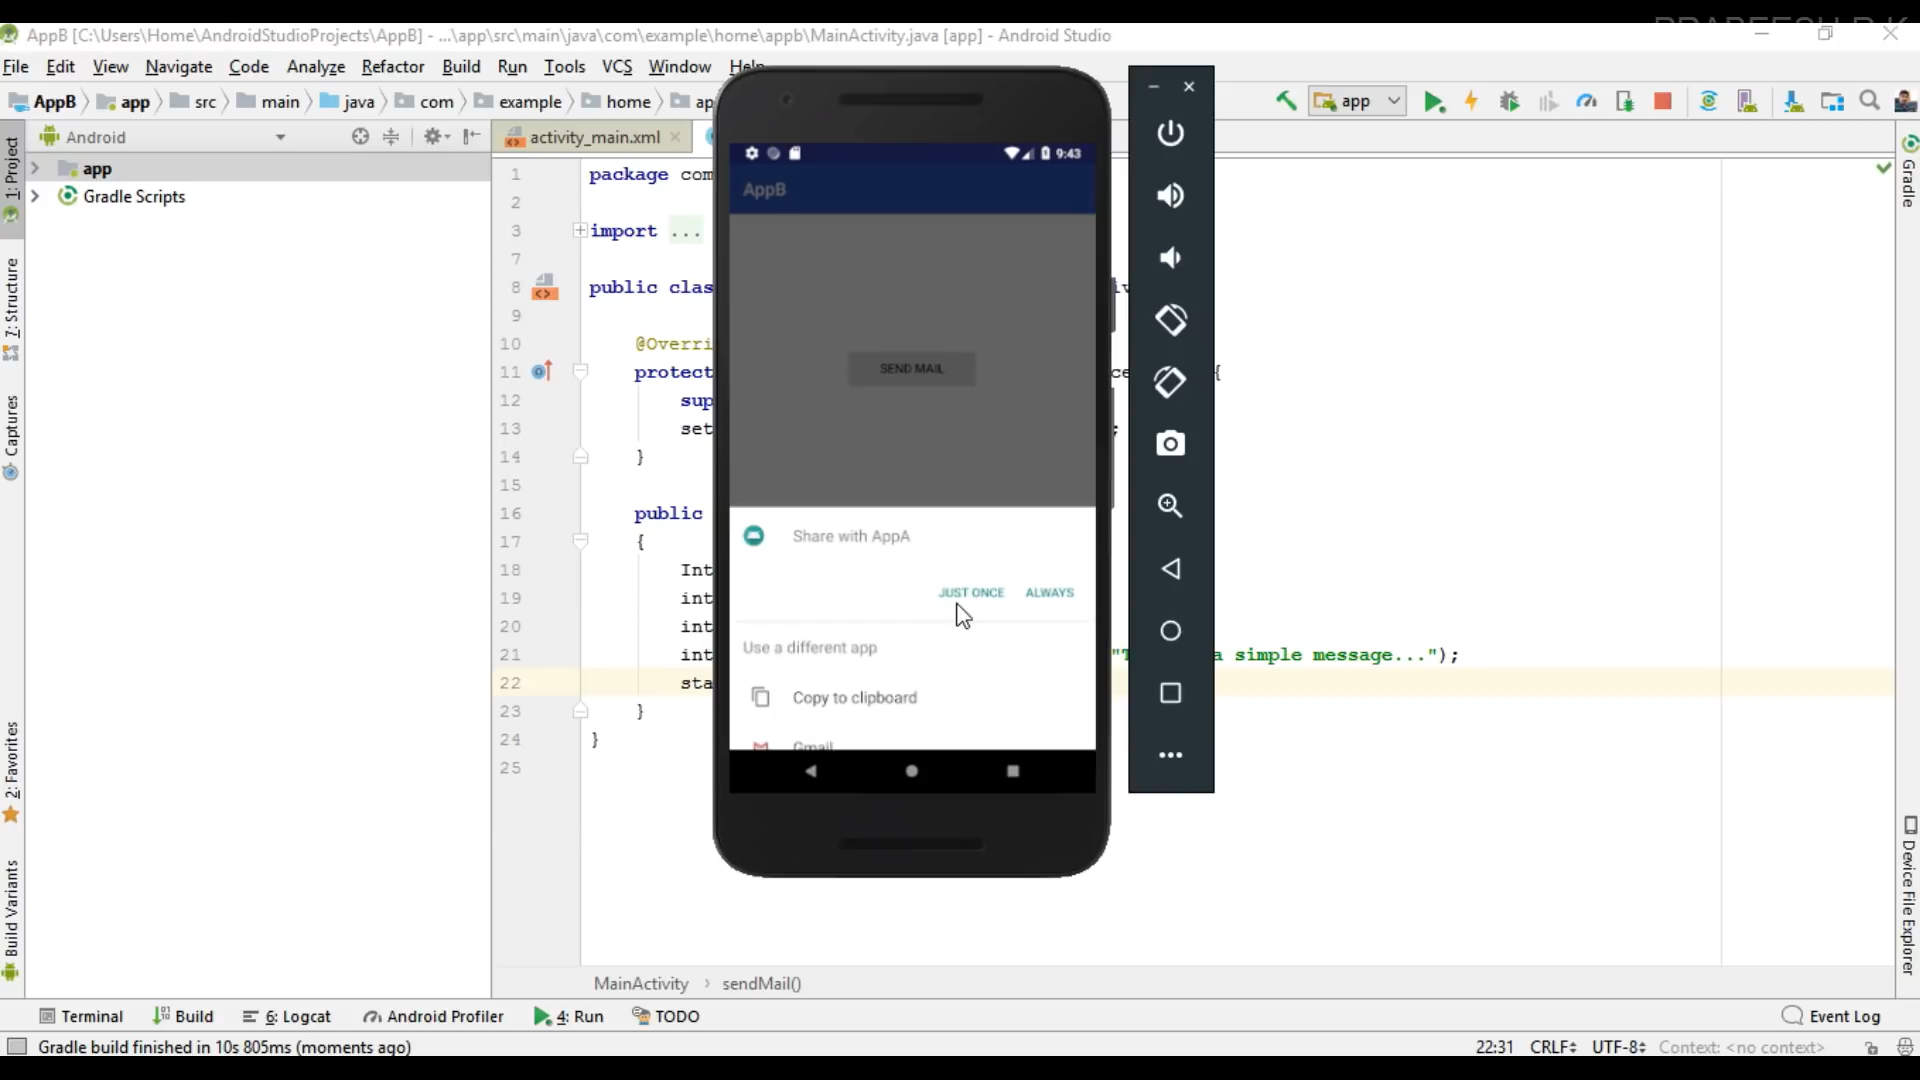 AppB [C:\Users\Home\AndroidStudioProjects\AppB] - ...\app\src\main\java\com\example\home\appb\MainActivity.java [app] - Android Studio
File Edit View Navigate Code Analyze Refactor Build Run Tools VCS Window Help
AppB app src main java com example home ap
app
Android
activity_main.xml
1: Project
7: Structure
Captures
2: Favorites
Build Variants
app
Gradle Scripts
1 package com
2
3 import ...
7
8 public clas
9
10 @Overri
11 protect {
12 sup
13 set ;
14 }
15
16 public
17 {
18 Int
19 int
20 int
21 int a simple message...");
22 sta
23 }
24 }
25
9:43
AppB
SEND MAIL
Share with AppA
JUST ONCE ALWAYS
Use a different app
Copy to clipboard
Gmail
Gradle
Device File Explorer
MainActivity › sendMail()
Terminal Build 6: Logcat Android Profiler 4: Run TODO Event Log
Gradle build finished in 10s 805ms (moments ago) 22:31 CRLF UTF-8 Context: <no context>